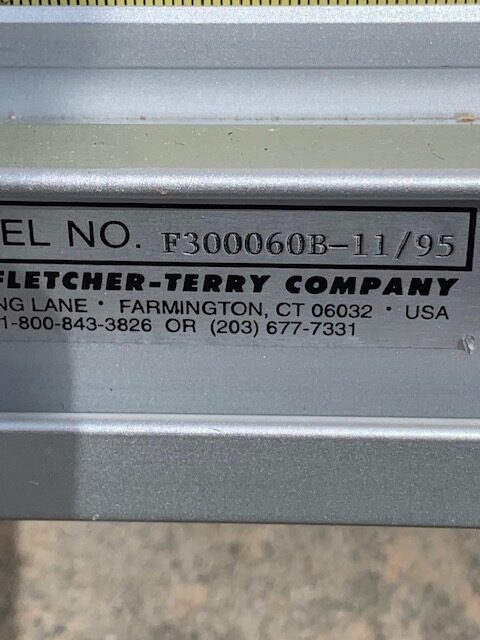 EL NO. F300060B-11/95
FLETCHER-TERRY COMPANY
NG LANE • FARMINGTON, CT 06032 • USA
1-800-843-3826 OR (203) 677-7331